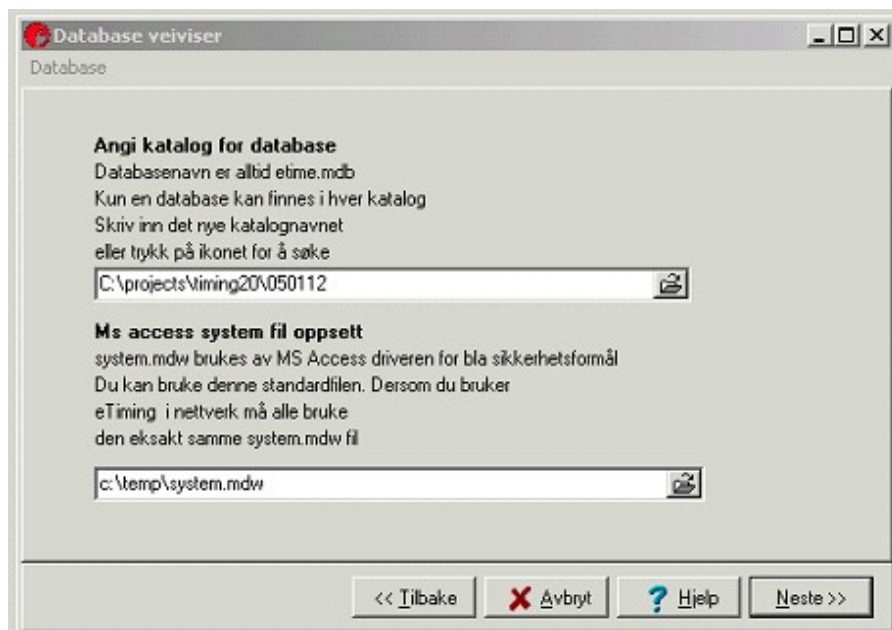 Database veiviser
Database
Angi katalog for database
Databasenavn er alltid etime.mdb
Kun en database kan finnes i hver katalog
Skriv inn det nye katalognavnet
eller trykk på ikonet for å søke
C:\projects\timing20\050112
Ms access system fil oppsett
system.mdw brukes av MS Access driveren for bla sikkerhetsformål
Du kan bruke denne standardfilen. Dersom du bruker
eTiming i nettverk må alle bruke
den eksakt samme system.mdw fil
c:\temp\system.mdw
<< Tilbake
Avbryt
Hjelp
Neste >>